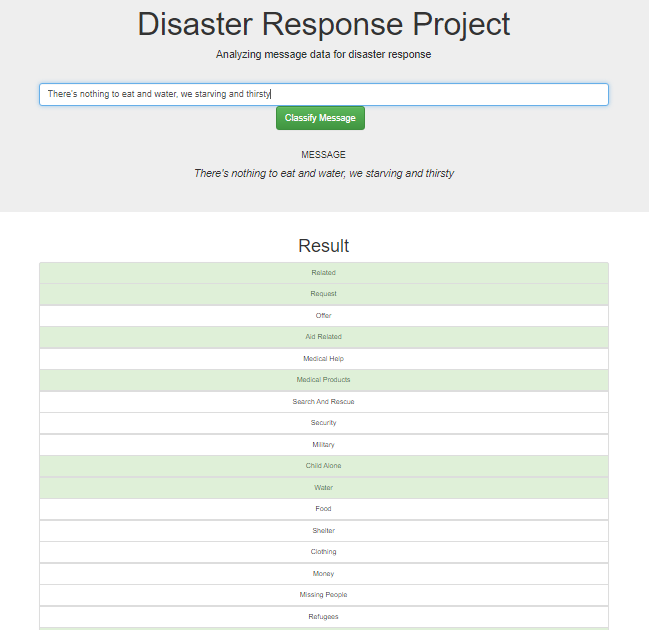 Disaster Response Project
Analyzing message data for disaster response
There's nothing to eat and water, we starving and thirsty
Classify Message
MESSAGE
There's nothing to eat and water, we starving and thirsty
Result
Related
Request
Offer
Aid Related
Medical Help
Medical Products
Search And Rescue
Security
Military
Child Alone
Water
Food
Shelter
Clothing
Money
Missing People
Refugees